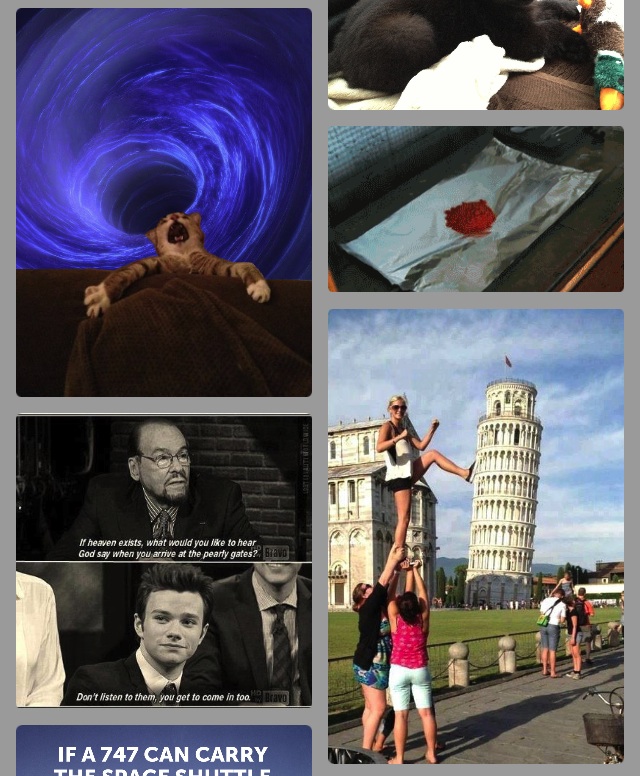 If heaven exists, what would you like to hear
God say when you arrive at the pearly gates?
Bravo
Don't listen to them, you get to come in too.
Bravo
IF A 747 CAN CARRY
THE SPACE SHUTTLE